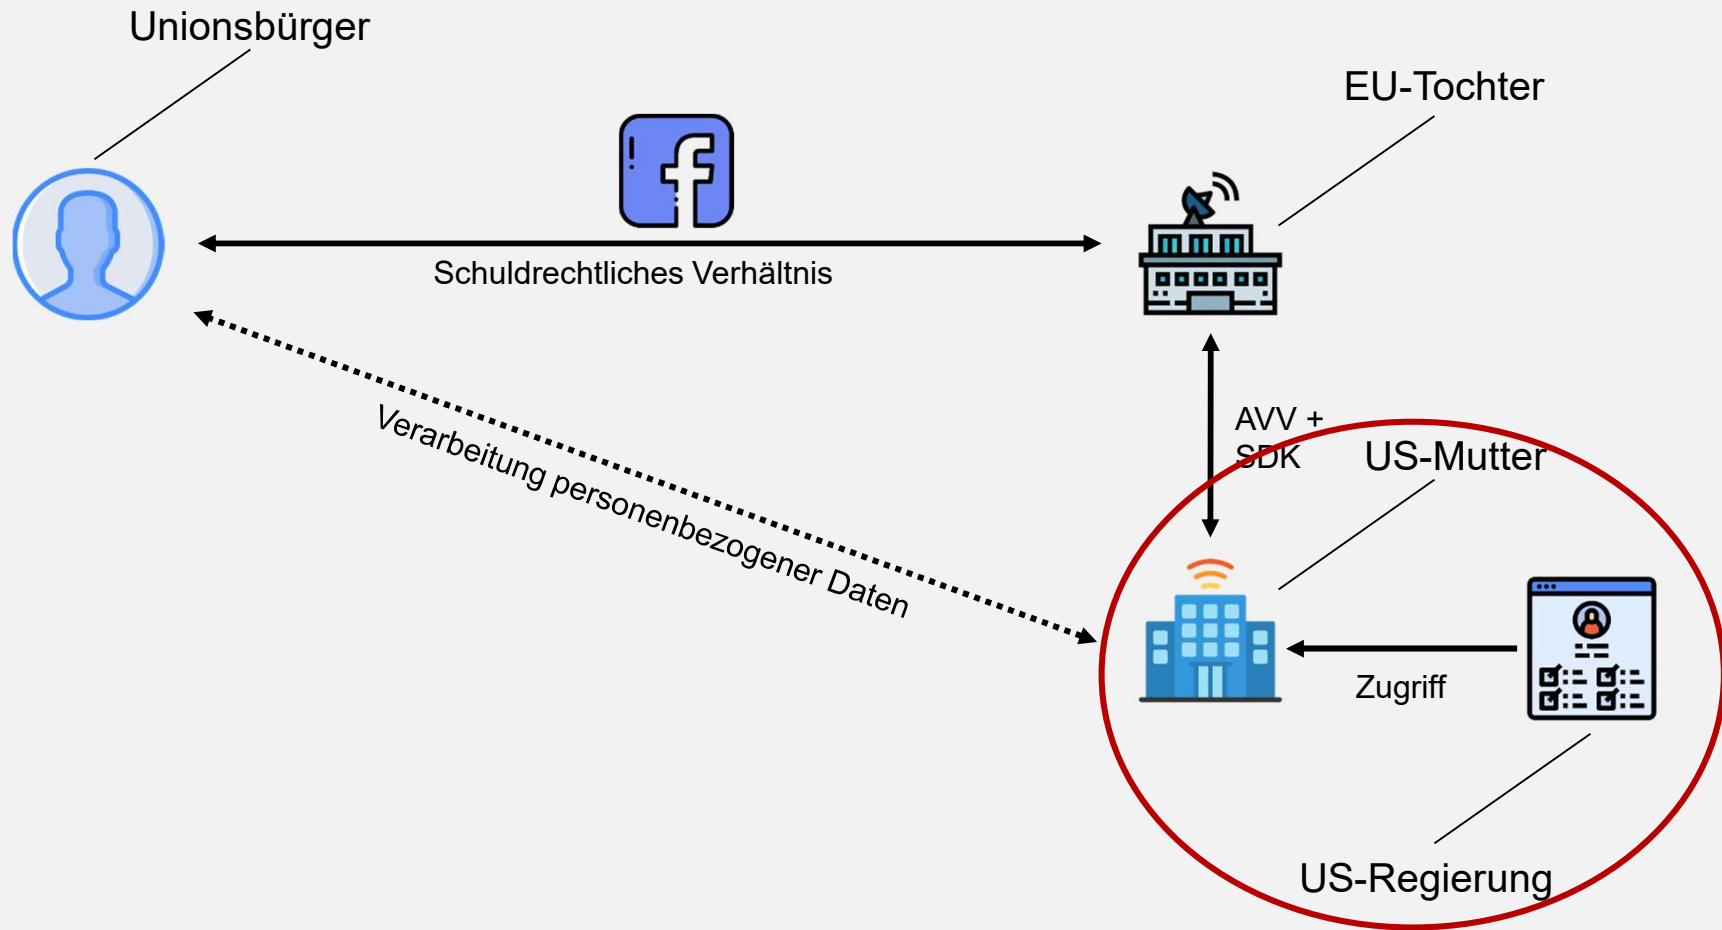 Unionsbürger
EU-Tochter
Schuldrechtliches Verhältnis
Verarbeitung personenbezogener Daten
AVV +
SDK
US-Mutter
Zugriff
US-Regierung